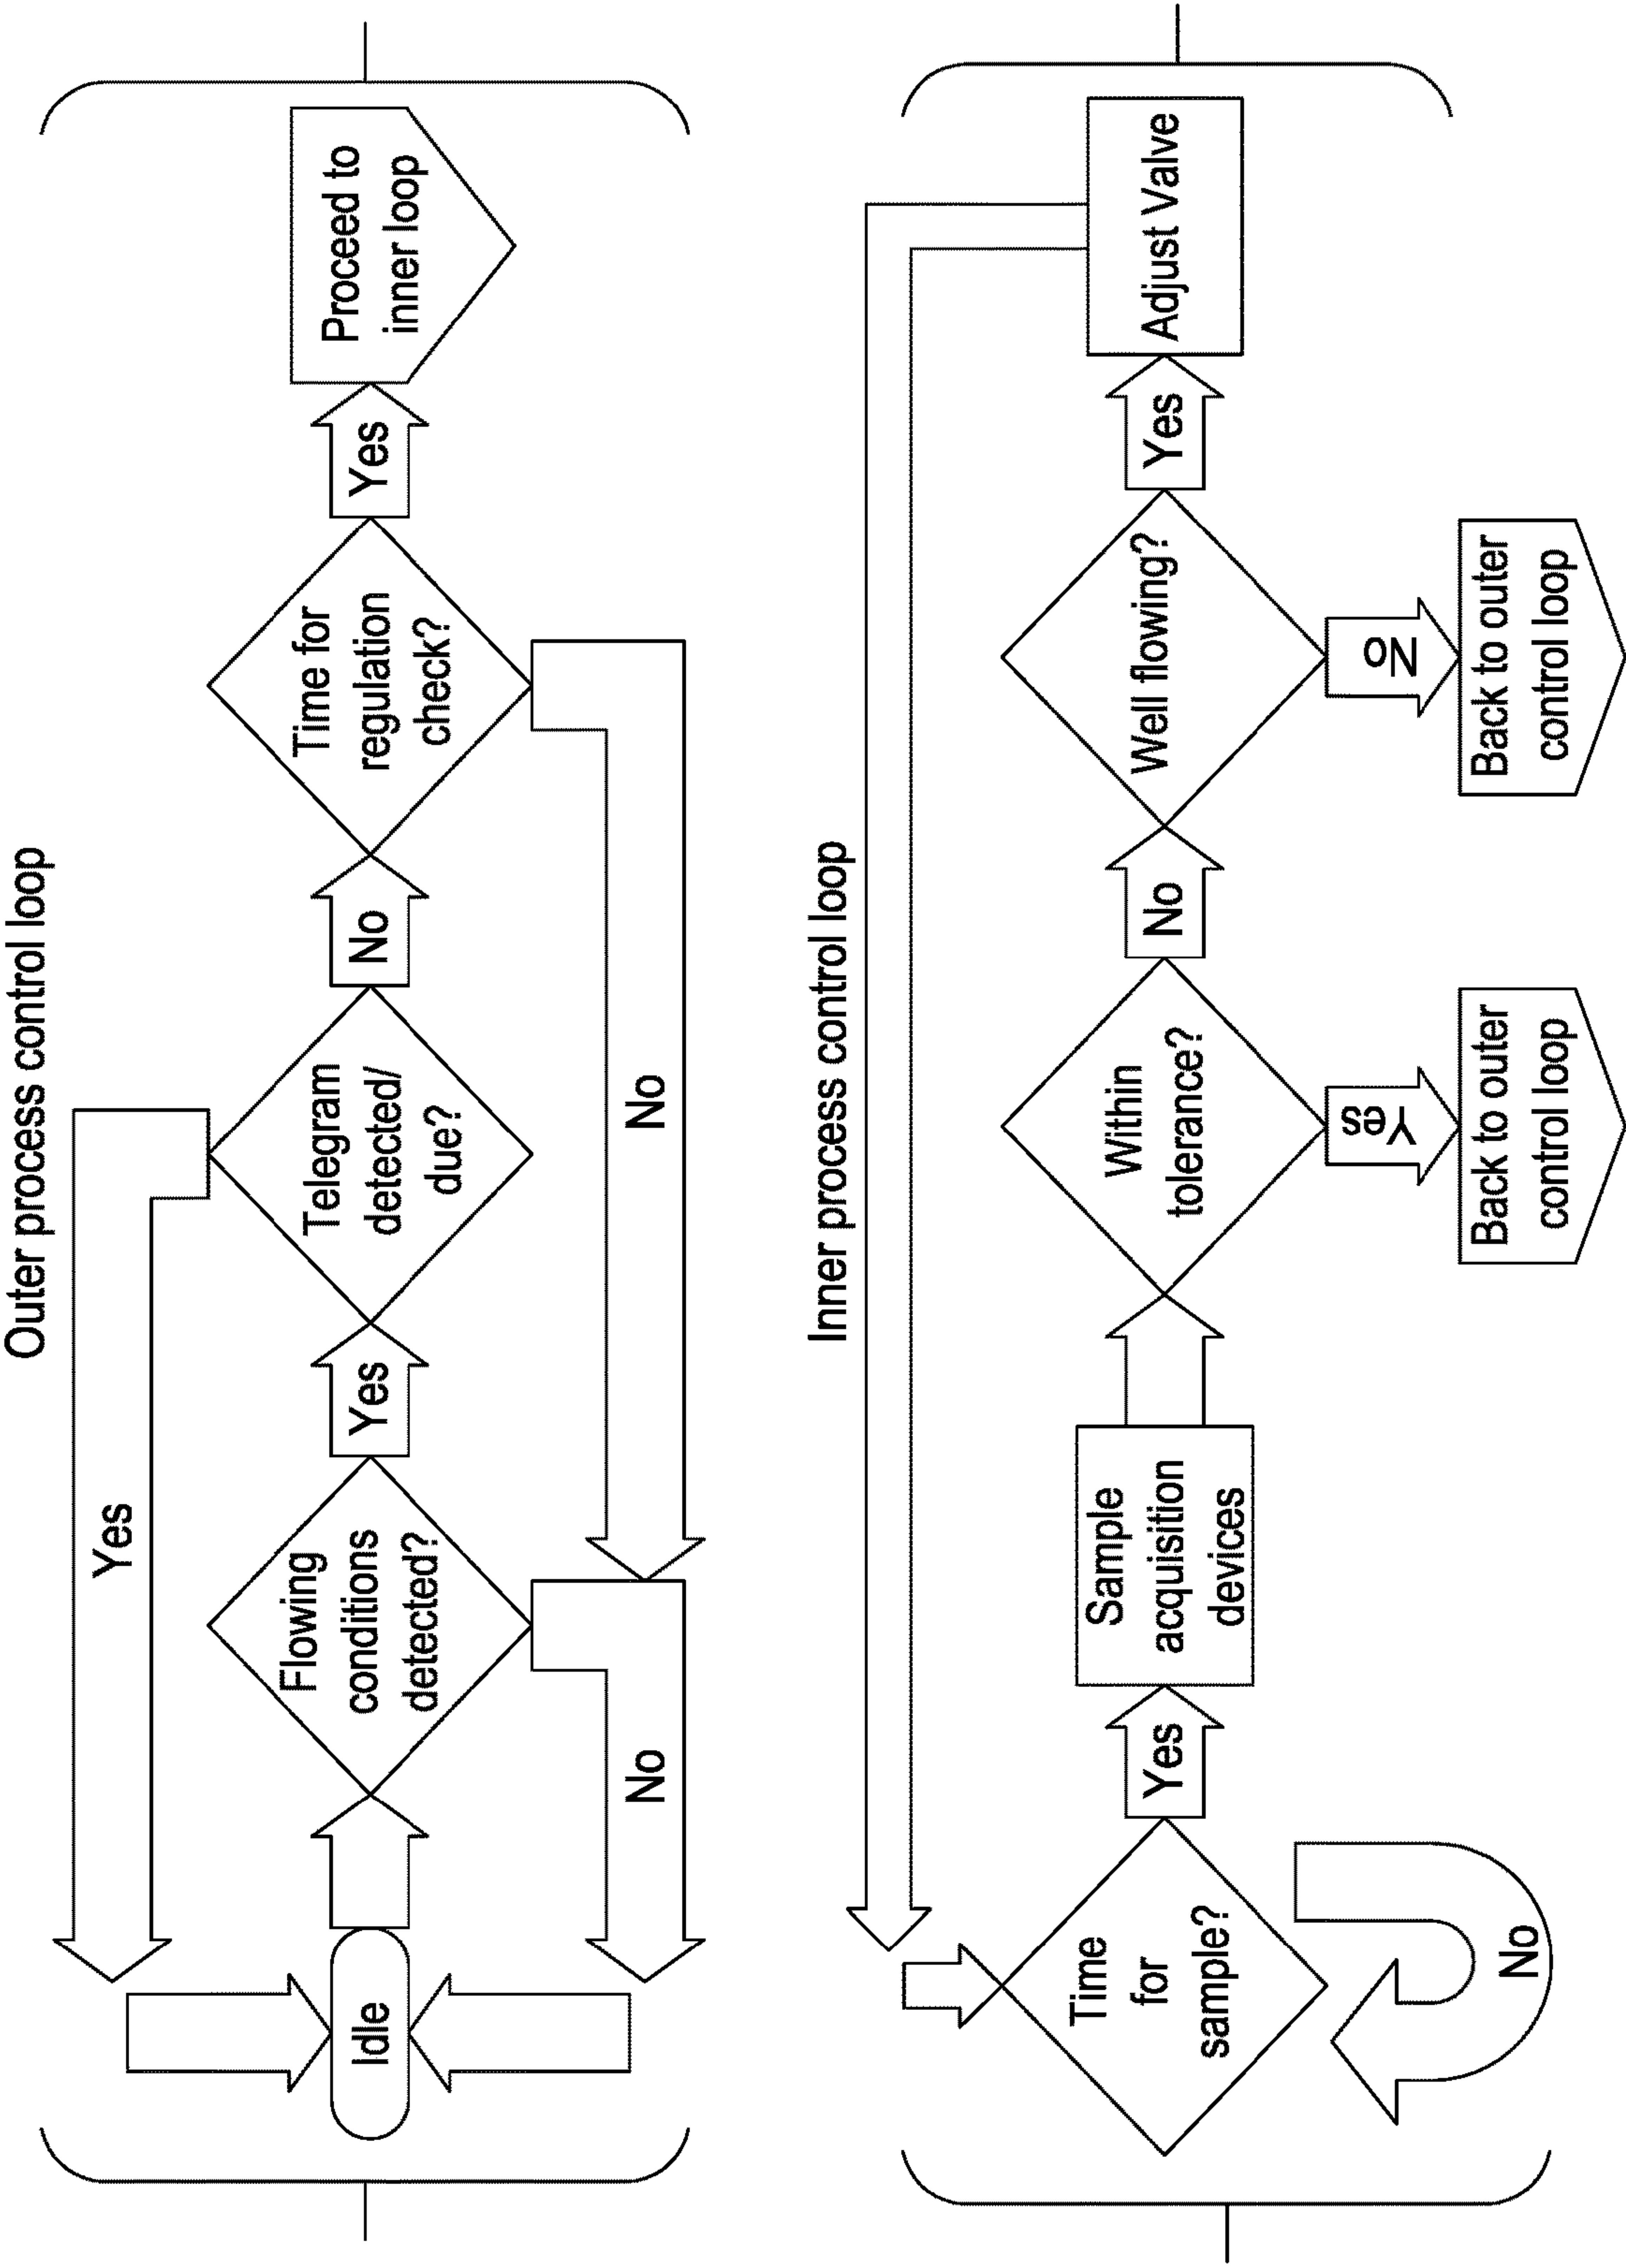 Outer process control loop
Yes
Idle
Flowing
conditions
detected?
Yes
Telegram
detected/
due?
No
Time for
regulation
check?
Yes
Proceed to
inner loop
No
No
Inner process control loop
Time
for
sample?
Yes
Sample
acquisition
devices
Within
tolerance?
No
Well flowing?
Yes
Adjust Valve
No
Yes
Back to outer
control loop
No
Back to outer
control loop